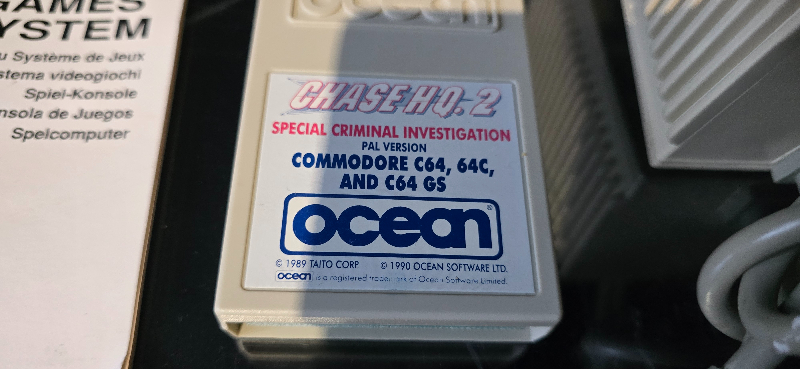 GAMES
YSTEM
u Système de Jeux
stema videogiochi
Spiel-Konsole
nsola de Juegos
Spelcomputer
ocean
CHASE H.Q. 2
SPECIAL CRIMINAL INVESTIGATION
PAL VERSION
COMMODORE C64, 64C,
AND C64 GS
ocean®
© 1989 TAITO CORP © 1990 OCEAN SOFTWARE LTD.
ocean is a registered trademark of Ocean Software Limited.